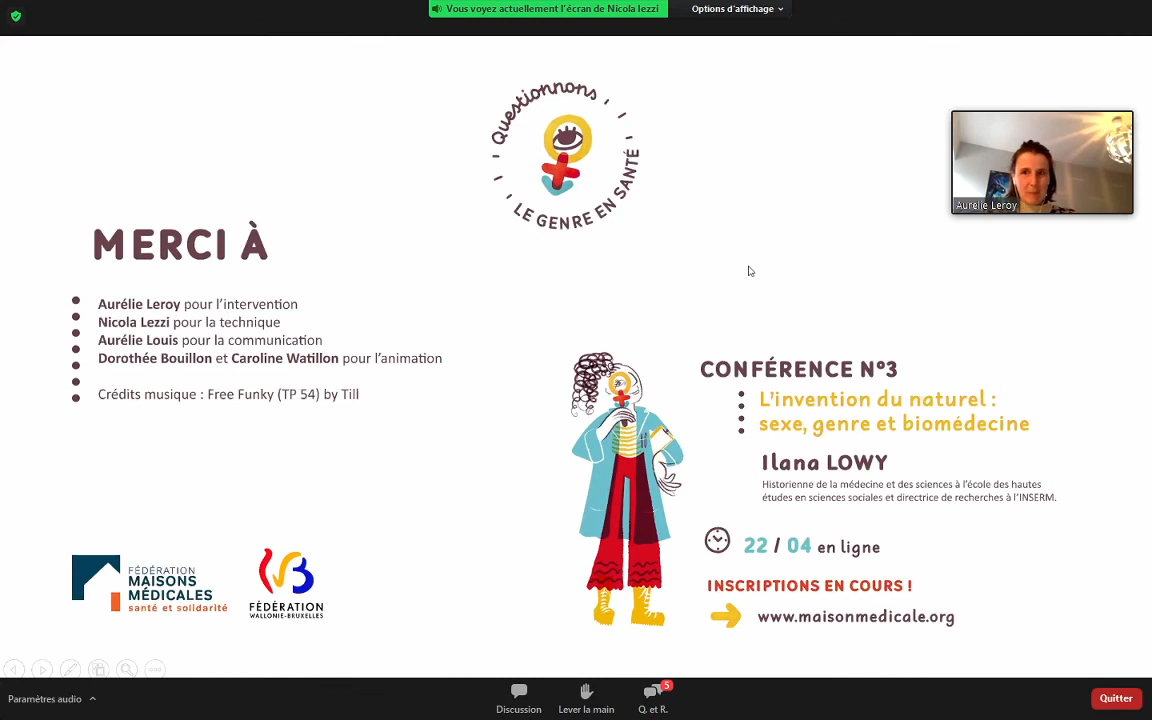 Vous voyez actuellement l'écran de Nicola Iezzi
Options d'affichage
Questionnons
LE GENRE EN SANTÉ
Aurélie Leroy
MERCI À
Aurélie Leroy pour l'intervention
Nicola Lezzi pour la technique
Aurélie Louis pour la communication
Dorothée Bouillon et Caroline Watillon pour l'animation
Crédits musique : Free Funky (TP 54) by Till
CONFÉRENCE N°3
L'invention du naturel :
sexe, genre et biomédecine
Ilana LOWY
Historienne de la médecine et des sciences à l'école des hautes
études en sciences sociales et directrice de recherches à l'INSERM.
22 / 04 en ligne
INSCRIPTIONS EN COURS !
www.maisonmedicale.org
FÉDÉRATION
MAISONS
MÉDICALES
santé et solidarité
FÉDÉRATION
WALLONIE-BRUXELLES
Paramètres audio
Discussion
Lever la main
5
Q. et R.
Quitter